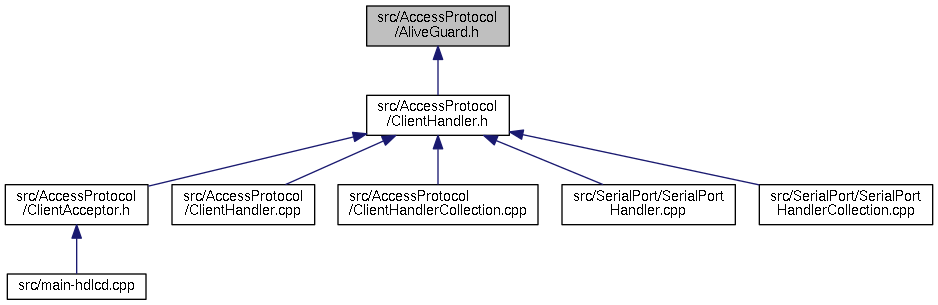 src/AccessProtocol
/AliveGuard.h
src/AccessProtocol
/ClientHandler.h
src/AccessProtocol
/ClientAcceptor.h
src/AccessProtocol
/ClientHandler.cpp
src/AccessProtocol
/ClientHandlerCollection.cpp
src/SerialPort/SerialPort
Handler.cpp
src/SerialPort/SerialPort
HandlerCollection.cpp
src/main-hdlcd.cpp